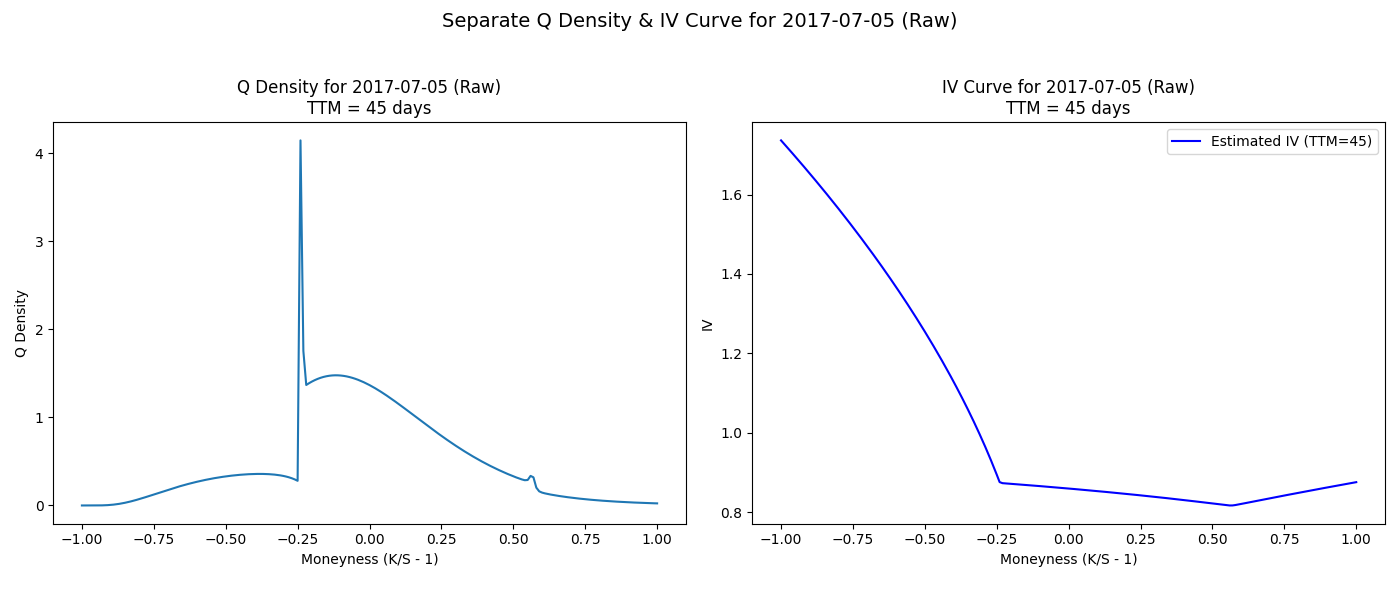 Separate Q Density & IV Curve for 2017-07-05 (Raw)
Q Density for 2017-07-05 (Raw)
TTM = 45 days
4
3
2
1
0
Q Density
−1.00 −0.75 −0.50 −0.25 0.00 0.25 0.50 0.75 1.00
Moneyness (K/S - 1)
IV Curve for 2017-07-05 (Raw)
TTM = 45 days
Estimated IV (TTM=45)
1.6
1.4
1.2
1.0
0.8
IV
−1.00 −0.75 −0.50 −0.25 0.00 0.25 0.50 0.75 1.00
Moneyness (K/S - 1)